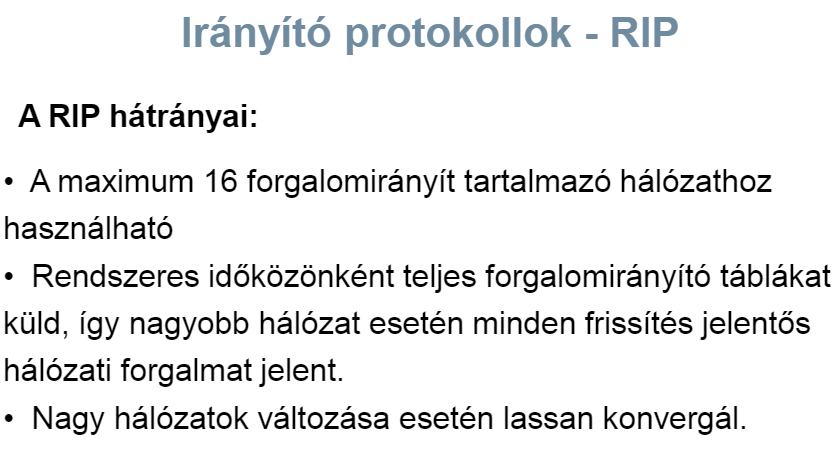 Irányító protokollok - RIP
A RIP hátrányai:
• A maximum 16 forgalomirányít tartalmazó hálózathoz
használható
• Rendszeres időközönként teljes forgalomirányító táblákat
küld, így nagyobb hálózat esetén minden frissítés jelentős
hálózati forgalmat jelent.
• Nagy hálózatok változása esetén lassan konvergál.